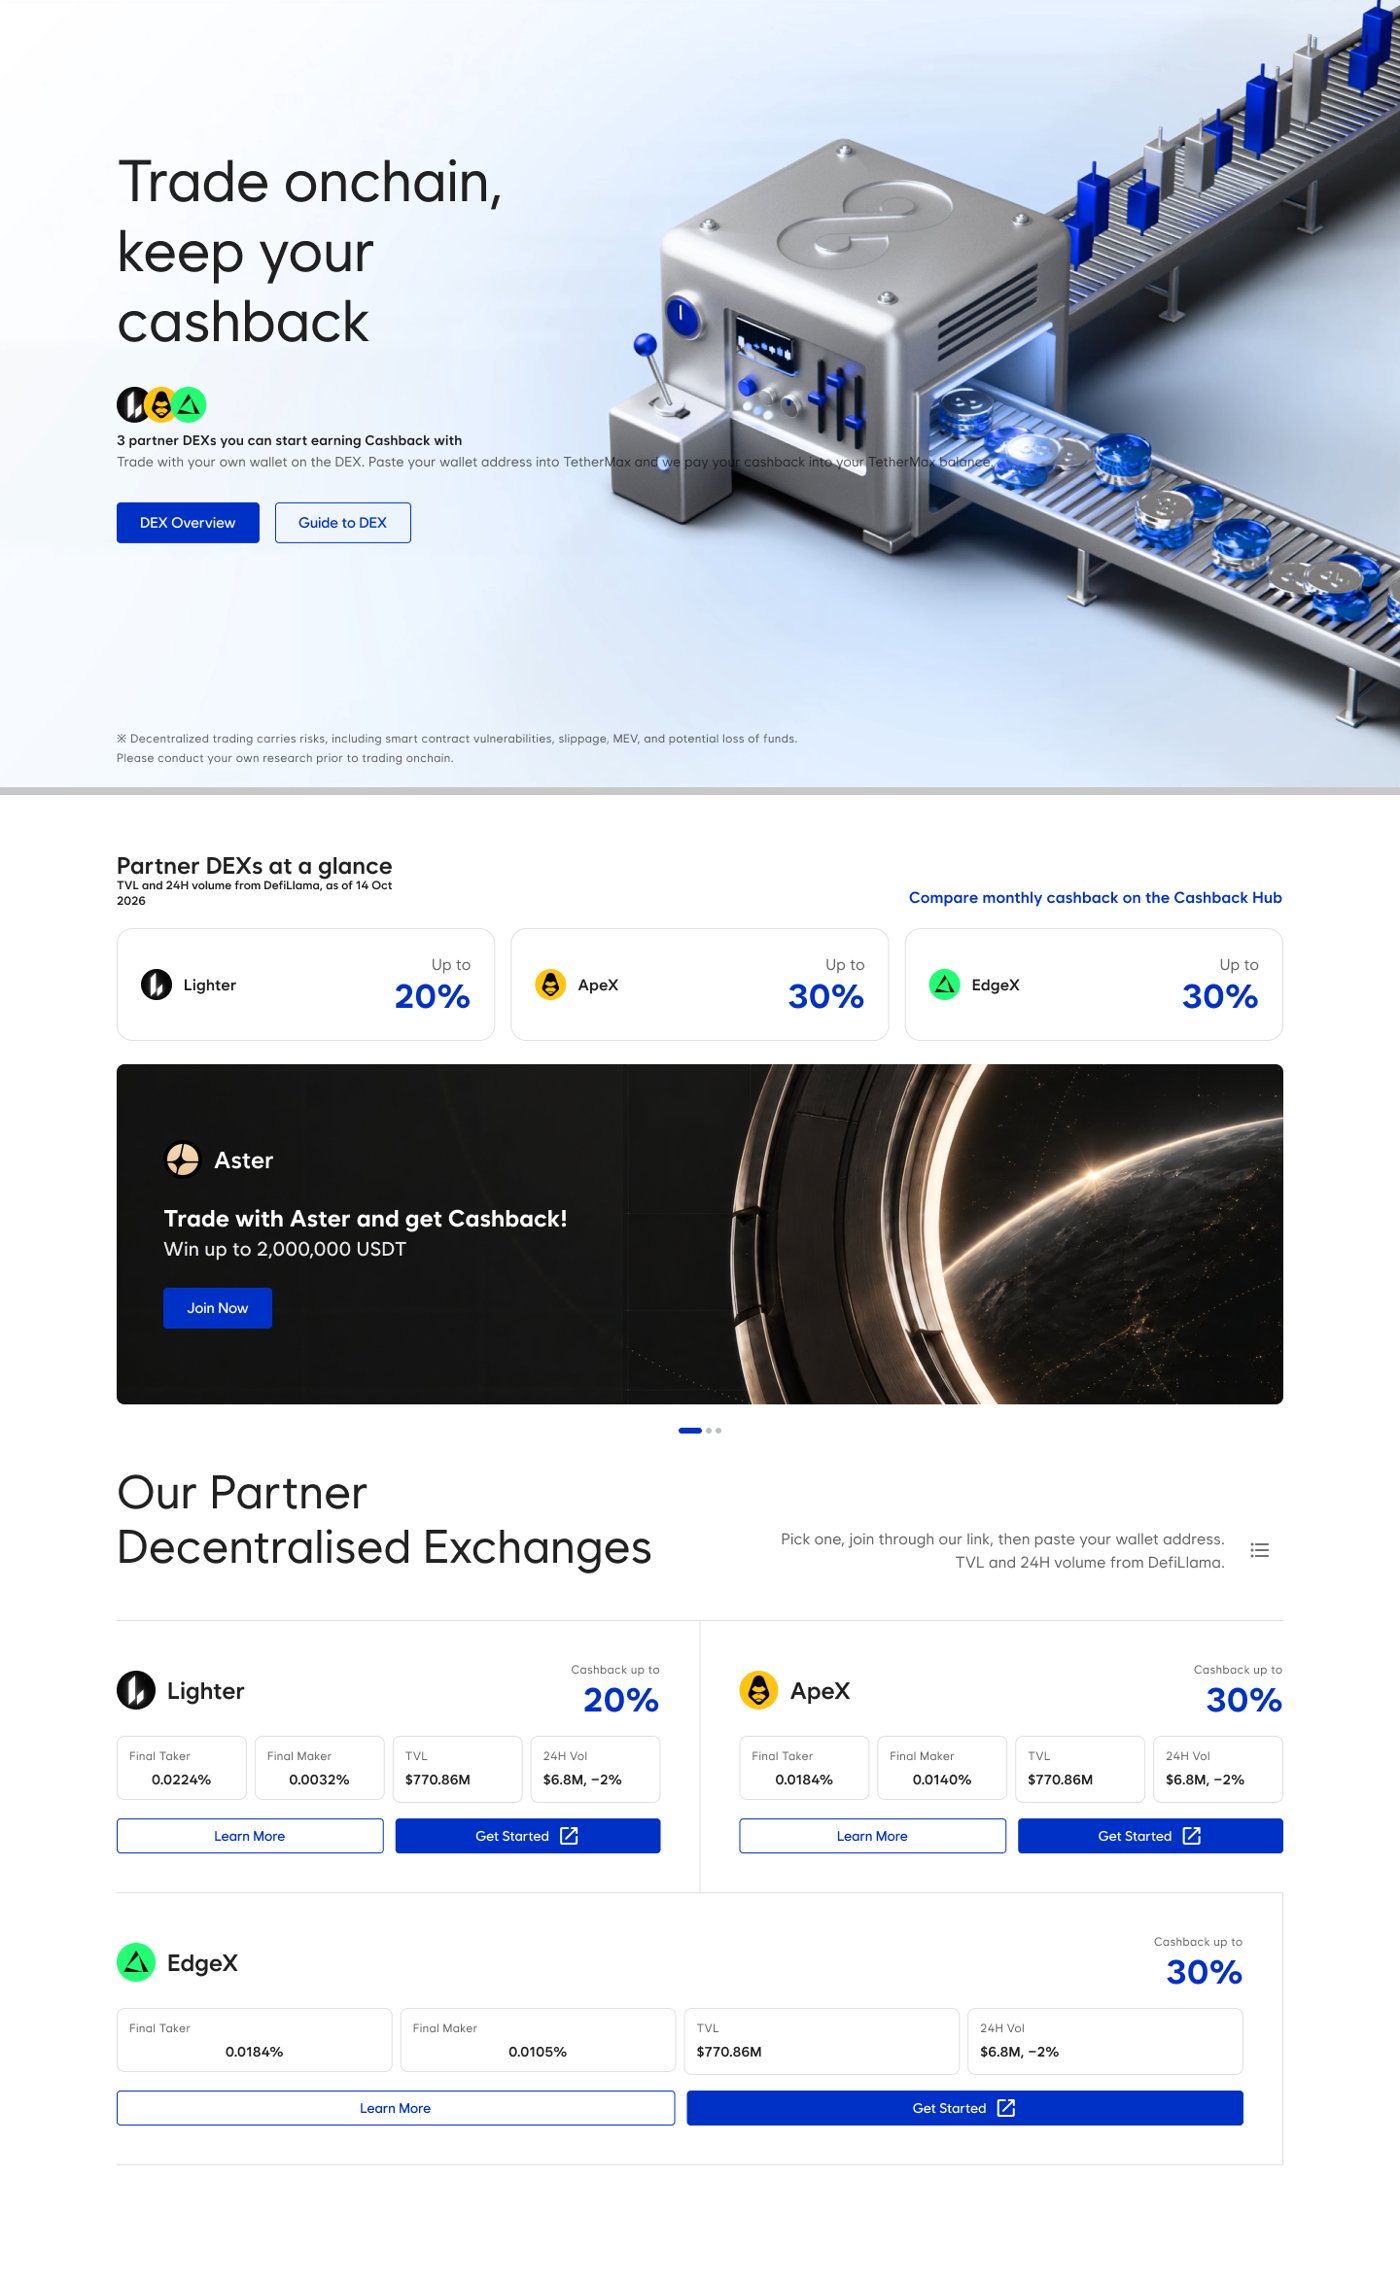 Trade onchain,
keep your
cashback
3 partner DEXs you can start earning Cashback with
Trade with your own wallet on the DEX. Paste your wallet address into TetherMax and we pay your cashback into your TetherMax balance.
DEX Overview
Guide to DEX
※ Decentralized trading carries risks, including smart contract vulnerabilities, slippage, MEV, and potential loss of funds.
Please conduct your own research prior to trading onchain.
Partner DEXs at a glance
TVL and 24H volume from DefiLlama, as of 14 Oct
2026
Compare monthly cashback on the Cashback Hub
Lighter
Up to
20%
ApeX
Up to
30%
EdgeX
Up to
30%
Aster
Trade with Aster and get Cashback!
Win up to 2,000,000 USDT
Join Now
Our Partner
Decentralised Exchanges
Pick one, join through our link, then paste your wallet address.
TVL and 24H volume from DefiLlama.
Lighter
Cashback up to
20%
Final Taker
0.0224%
Final Maker
0.0032%
TVL
$770.86M
24H Vol
$6.8M, −2%
Learn More
Get Started
ApeX
Cashback up to
30%
Final Taker
0.0184%
Final Maker
0.0140%
TVL
$770.86M
24H Vol
$6.8M, −2%
Learn More
Get Started
EdgeX
Cashback up to
30%
Final Taker
0.0184%
Final Maker
0.0105%
TVL
$770.86M
24H Vol
$6.8M, −2%
Learn More
Get Started